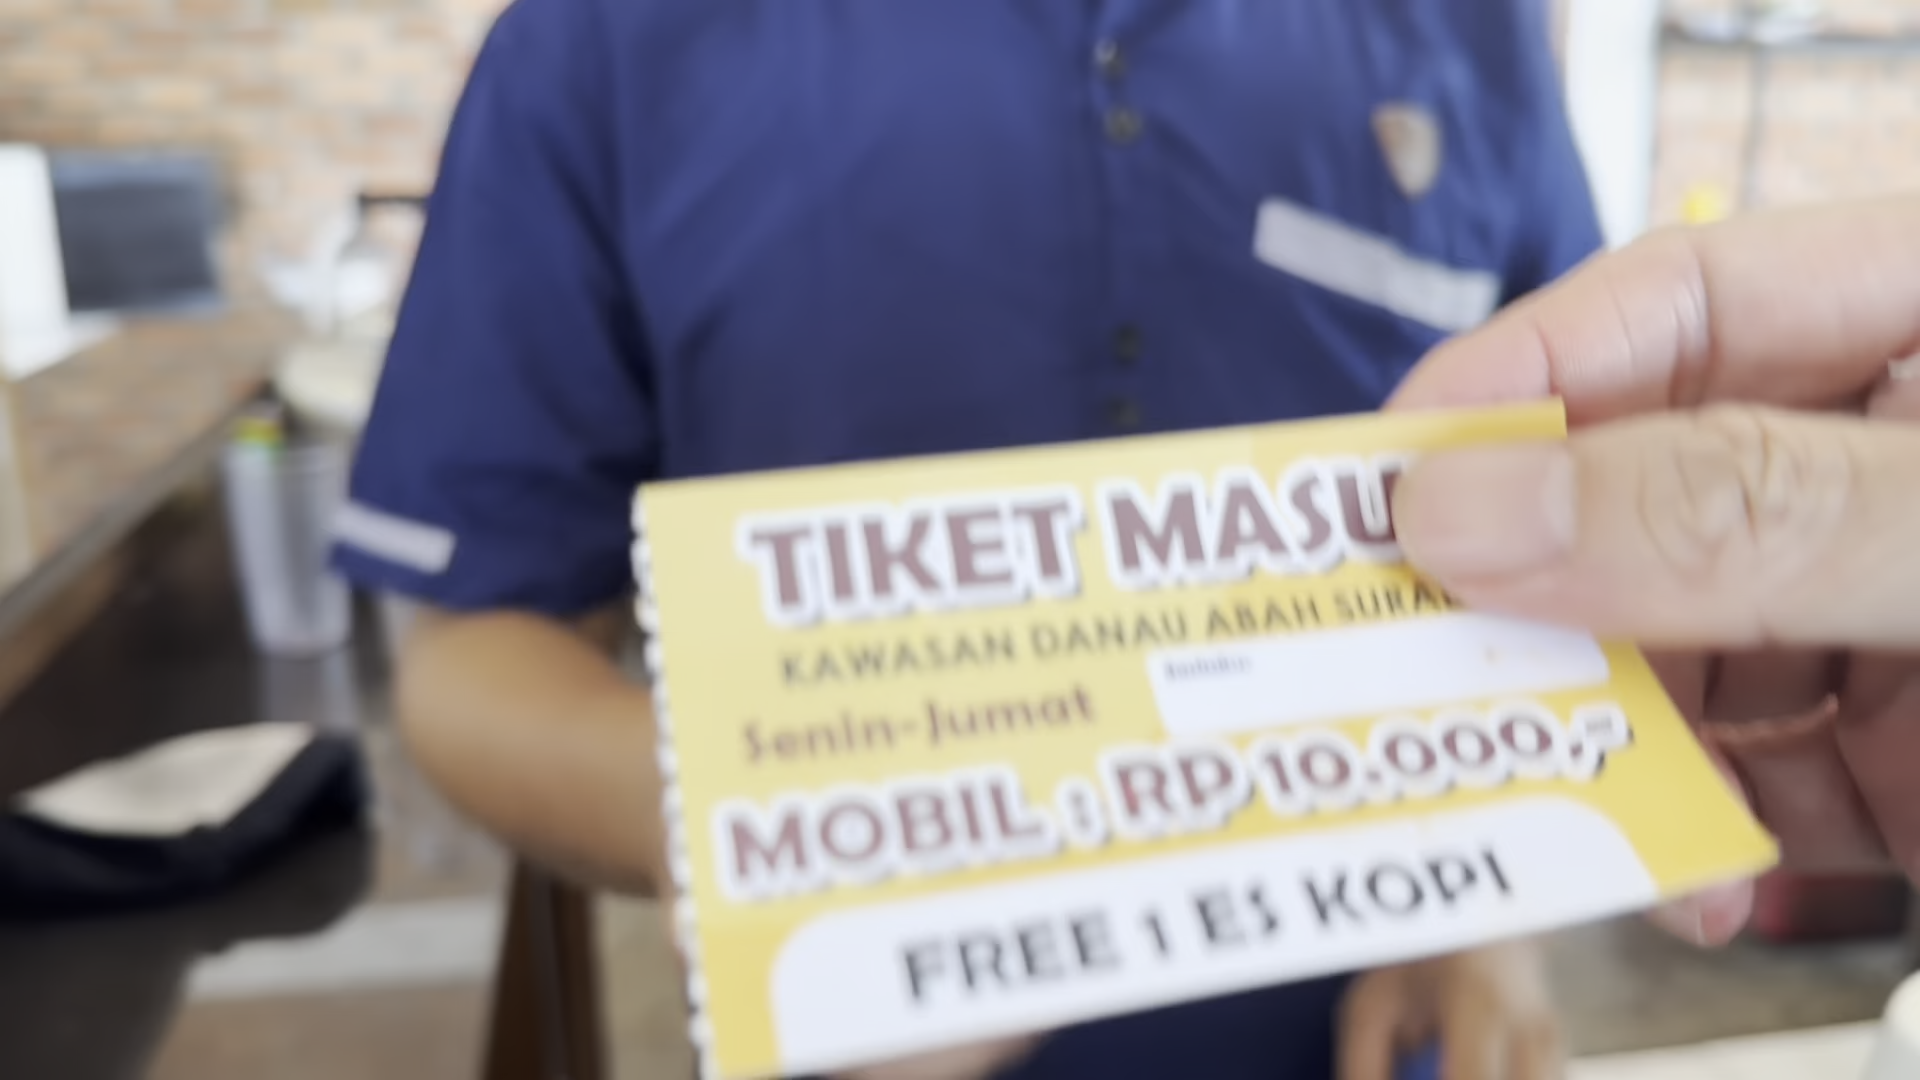 TIKET MASU
KAWASAN DANAU ABAH SURA
Senin-Jumat
MOBIL : RP 10.000,-
FREE 1 ES KOPI